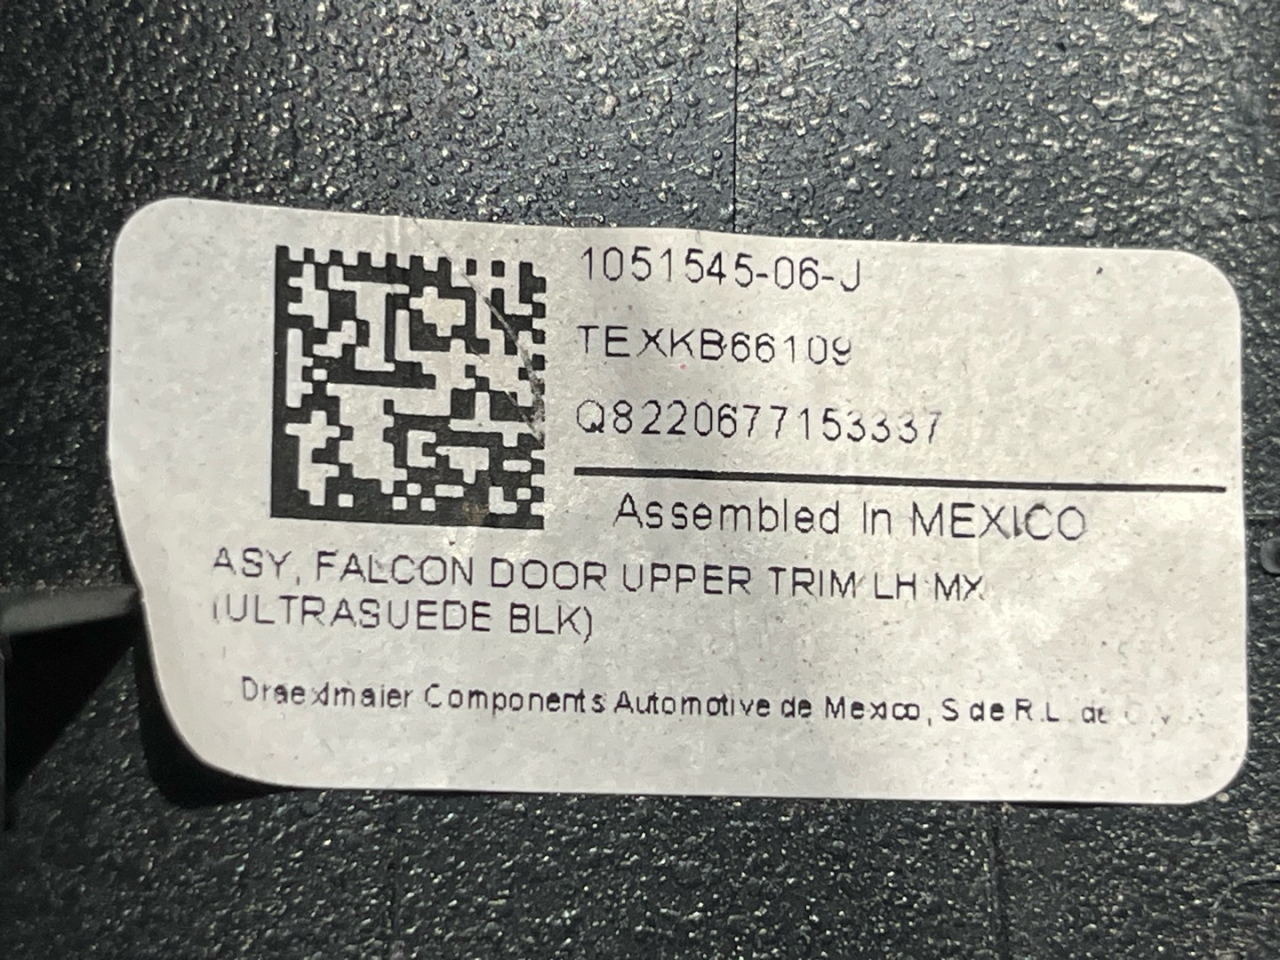 1051545-06-J
TEXKB66109
Q8220677153337
Assembled In MEXICO
ASY, FALCON DOOR UPPER TRIM LH MX
(ULTRASUEDE BLK)
Draexlmaier Components Automotive de Mexico, S de R.L. de